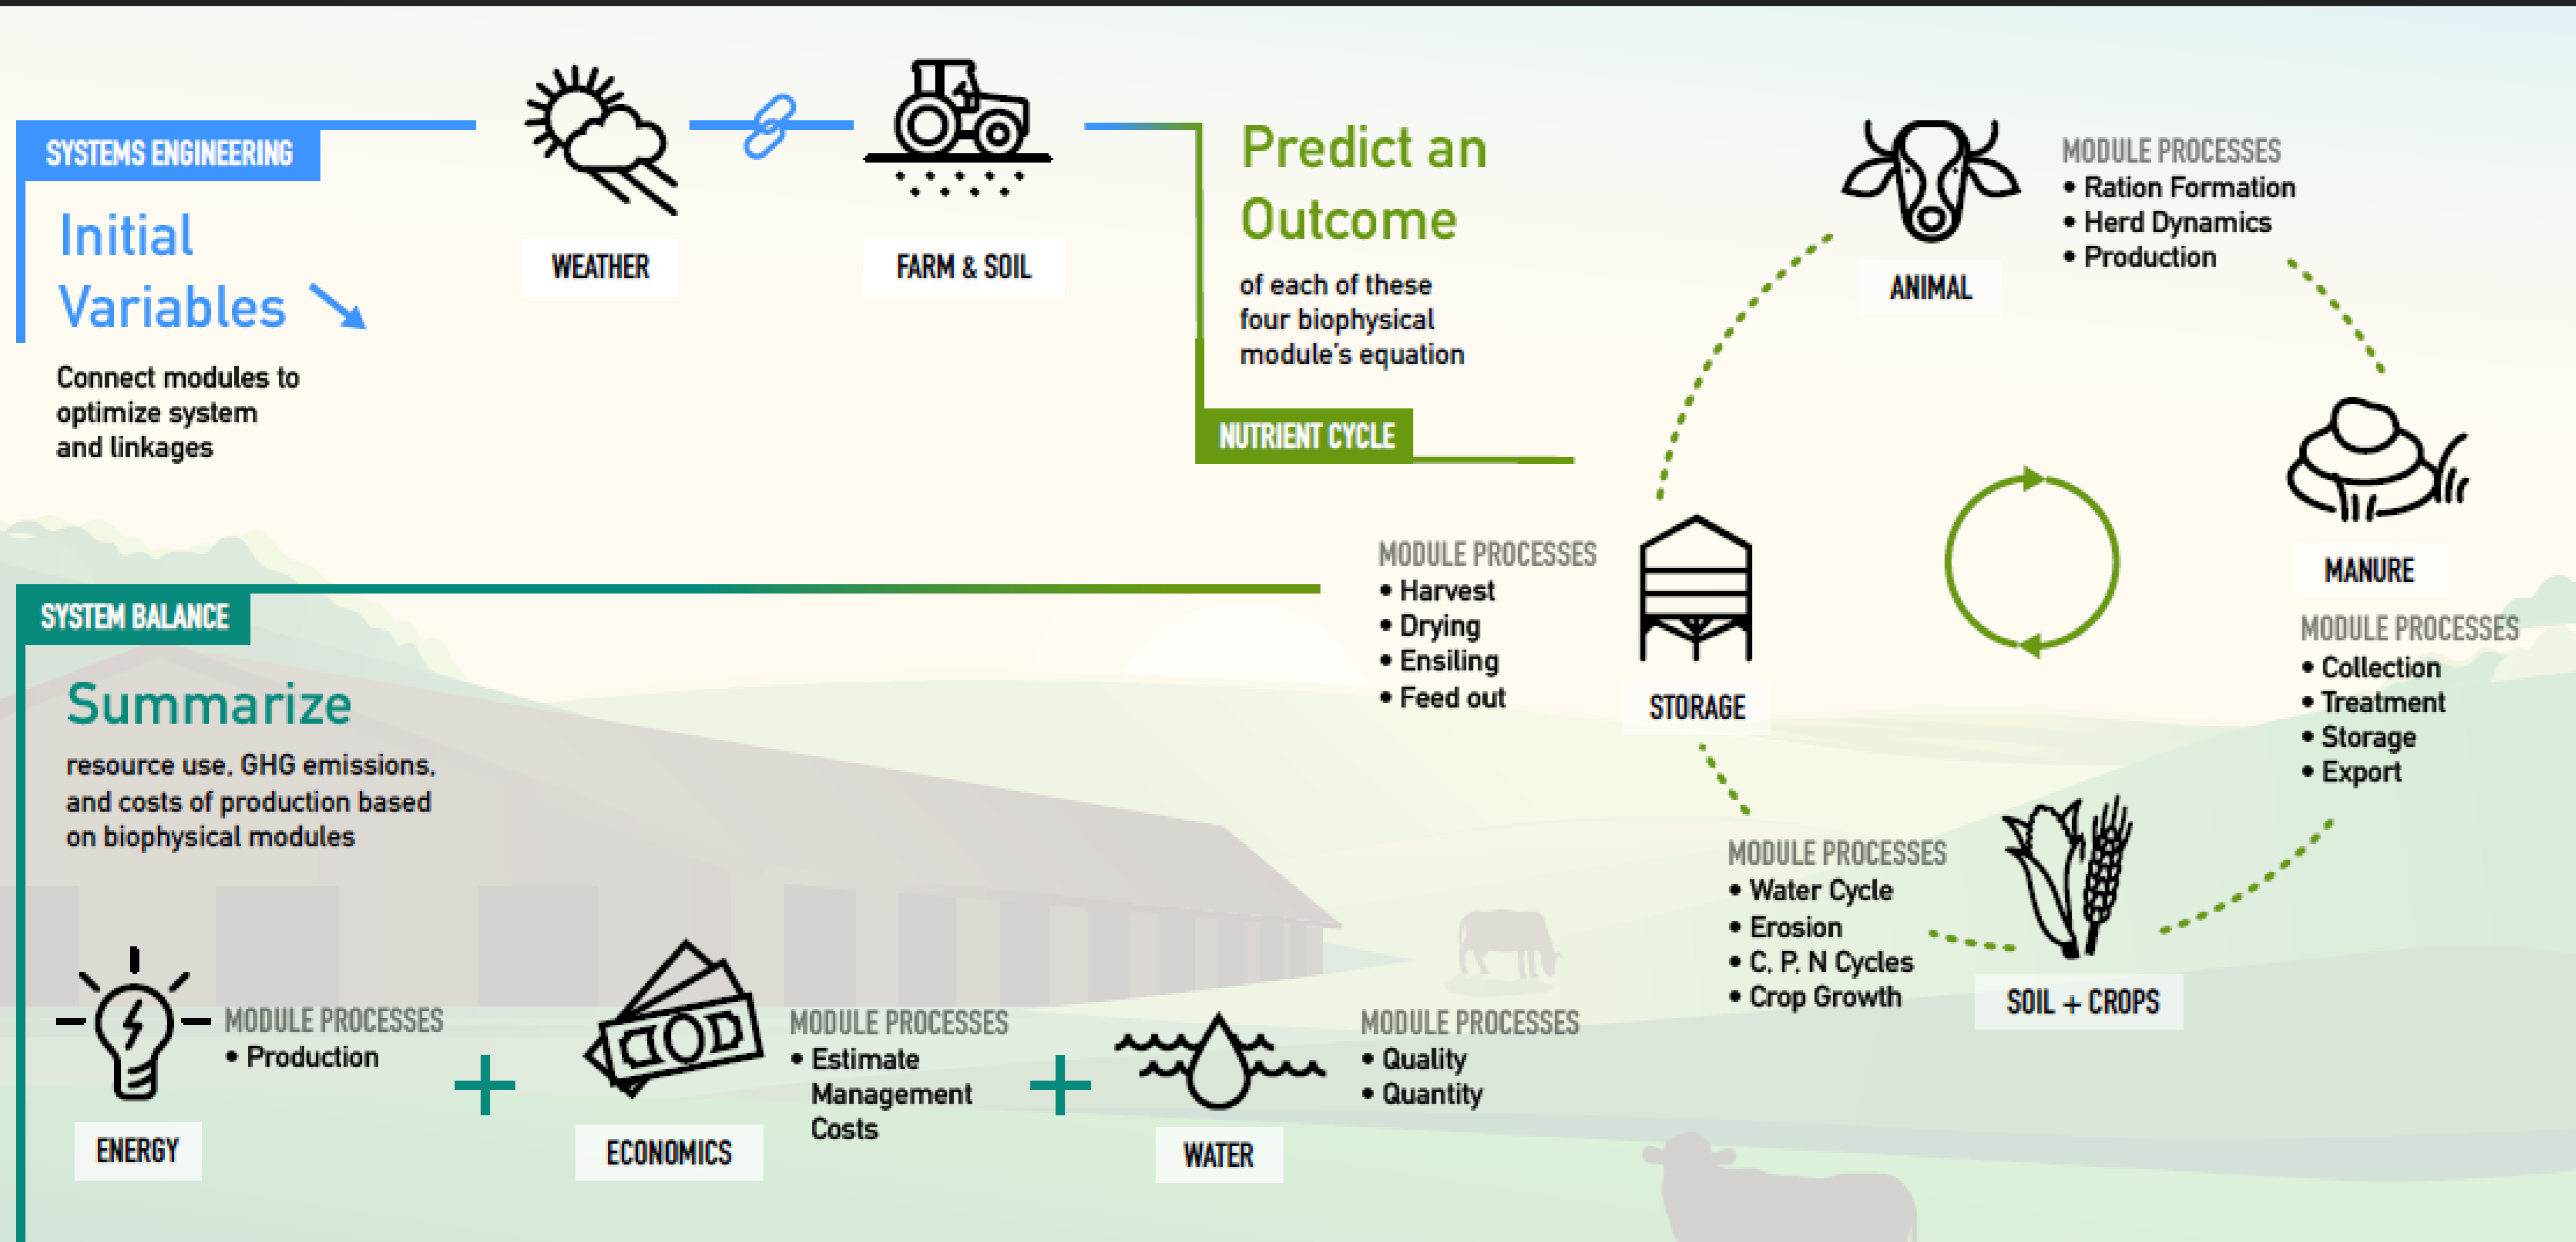 SYSTEMS ENGINEERING
Initial
Variables
Connect modules to
optimize system
and linkages
WEATHER
FARM & SOIL
Predict an
Outcome
of each of these
four biophysical
module's equation
NUTRIENT CYCLE
ANIMAL
MODULE PROCESSES
• Ration Formation
• Herd Dynamics
• Production
MANURE
MODULE PROCESSES
• Collection
• Treatment
• Storage
• Export
SOIL + CROPS
MODULE PROCESSES
• Water Cycle
• Erosion
• C, P, N Cycles
• Crop Growth
STORAGE
MODULE PROCESSES
• Harvest
• Drying
• Ensiling
• Feed out
SYSTEM BALANCE
Summarize
resource use, GHG emissions,
and costs of production based
on biophysical modules
ENERGY
MODULE PROCESSES
• Production
ECONOMICS
MODULE PROCESSES
• Estimate
Management
Costs
WATER
MODULE PROCESSES
• Quality
• Quantity